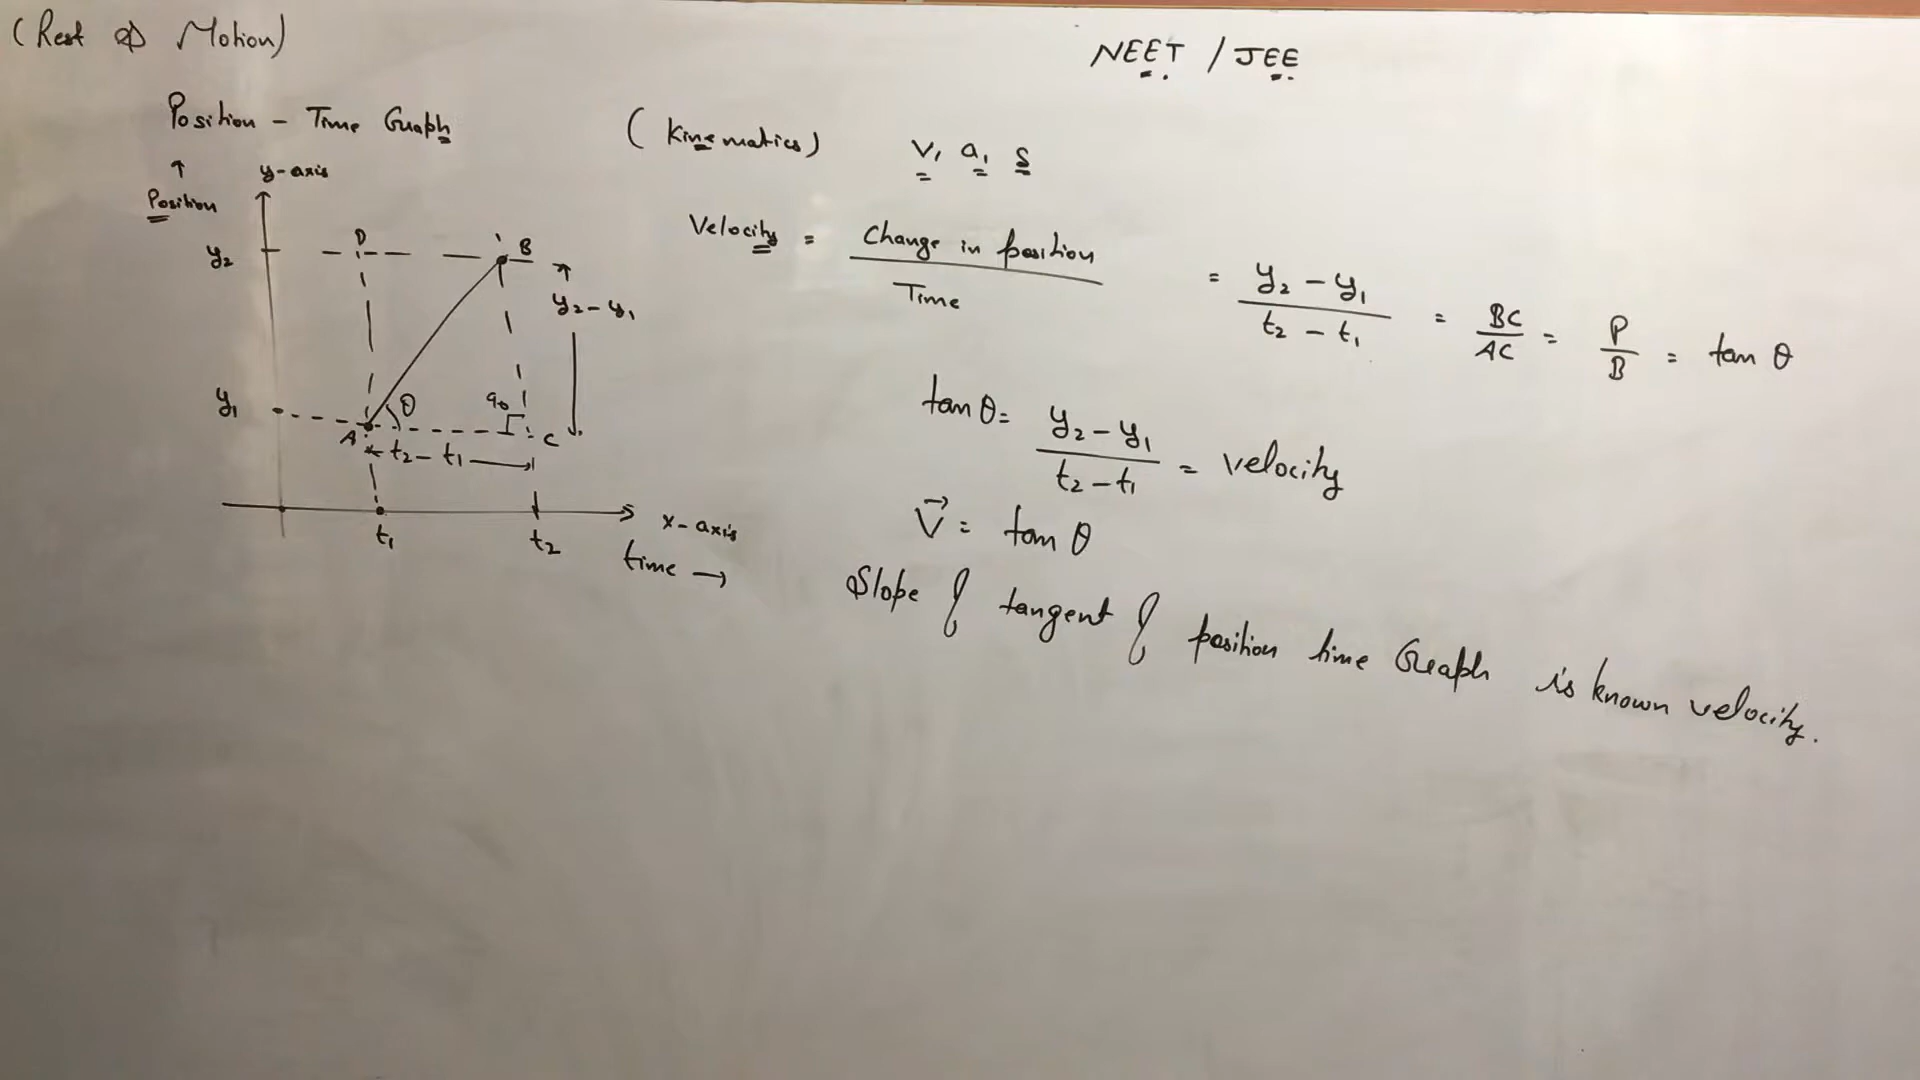 (Rest & Motion)
NEET / JEE
Position - Time Graph
(Kinematics)
v, a, s
y-axis
Position
Velocity = Change in position / Time = y₂ - y₁ / t₂ - t₁ = BC / AC = P / B = tan θ
y₂
D
B
y₂ - y₁
y₁
θ
90
A
C
t₂ - t₁
tan θ = y₂ - y₁ / t₂ - t₁ = velocity
x-axis
t₁
t₂
time →
V⃗ = tan θ
Slope of tangent of position time Graph is known velocity.